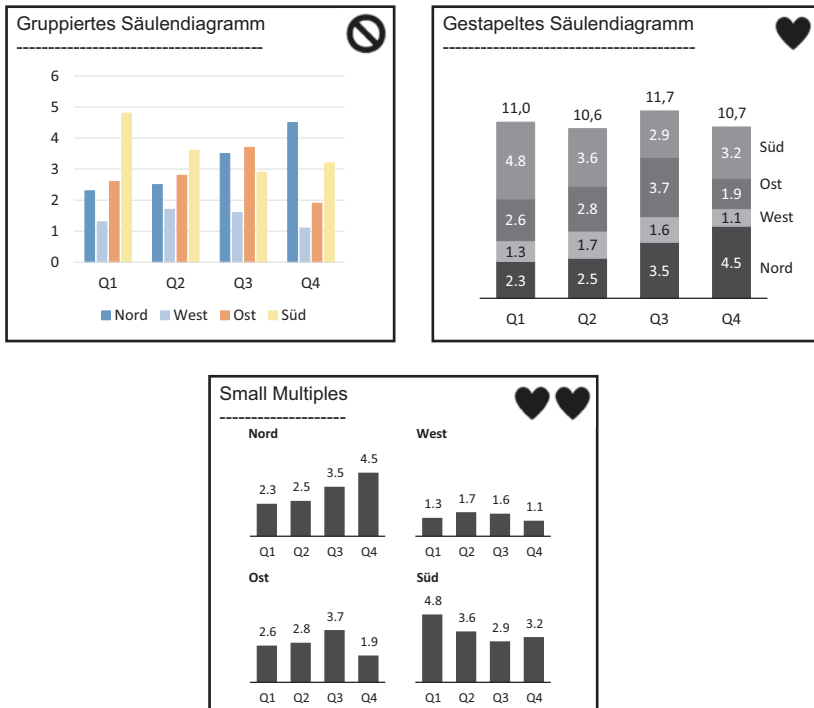 Gruppiertes Säulendiagramm
6
5
4
3
2
1
0
Q1 Q2 Q3 Q4
Nord West Ost Süd
Gestapeltes Säulendiagramm
11,0 10,6 11,7 10,7
4.8 3.6 2.9 3.2 Süd
2.6 2.8 3.7 1.9 Ost
1.3 1.7 1.6 1.1 West
2.3 2.5 3.5 4.5 Nord
Q1 Q2 Q3 Q4
Small Multiples
Nord
2.3 2.5 3.5 4.5
Q1 Q2 Q3 Q4
West
1.3 1.7 1.6 1.1
Q1 Q2 Q3 Q4
Ost
2.6 2.8 3.7 1.9
Q1 Q2 Q3 Q4
Süd
4.8 3.6 2.9 3.2
Q1 Q2 Q3 Q4